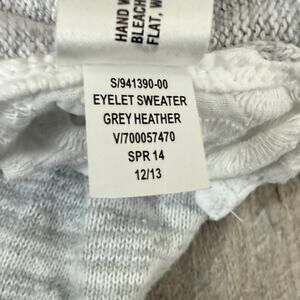 HAND W
BLEACH
FLAT, W
S/941390-00
EYELET SWEATER
GREY HEATHER
V/700057470
SPR 14
12/13